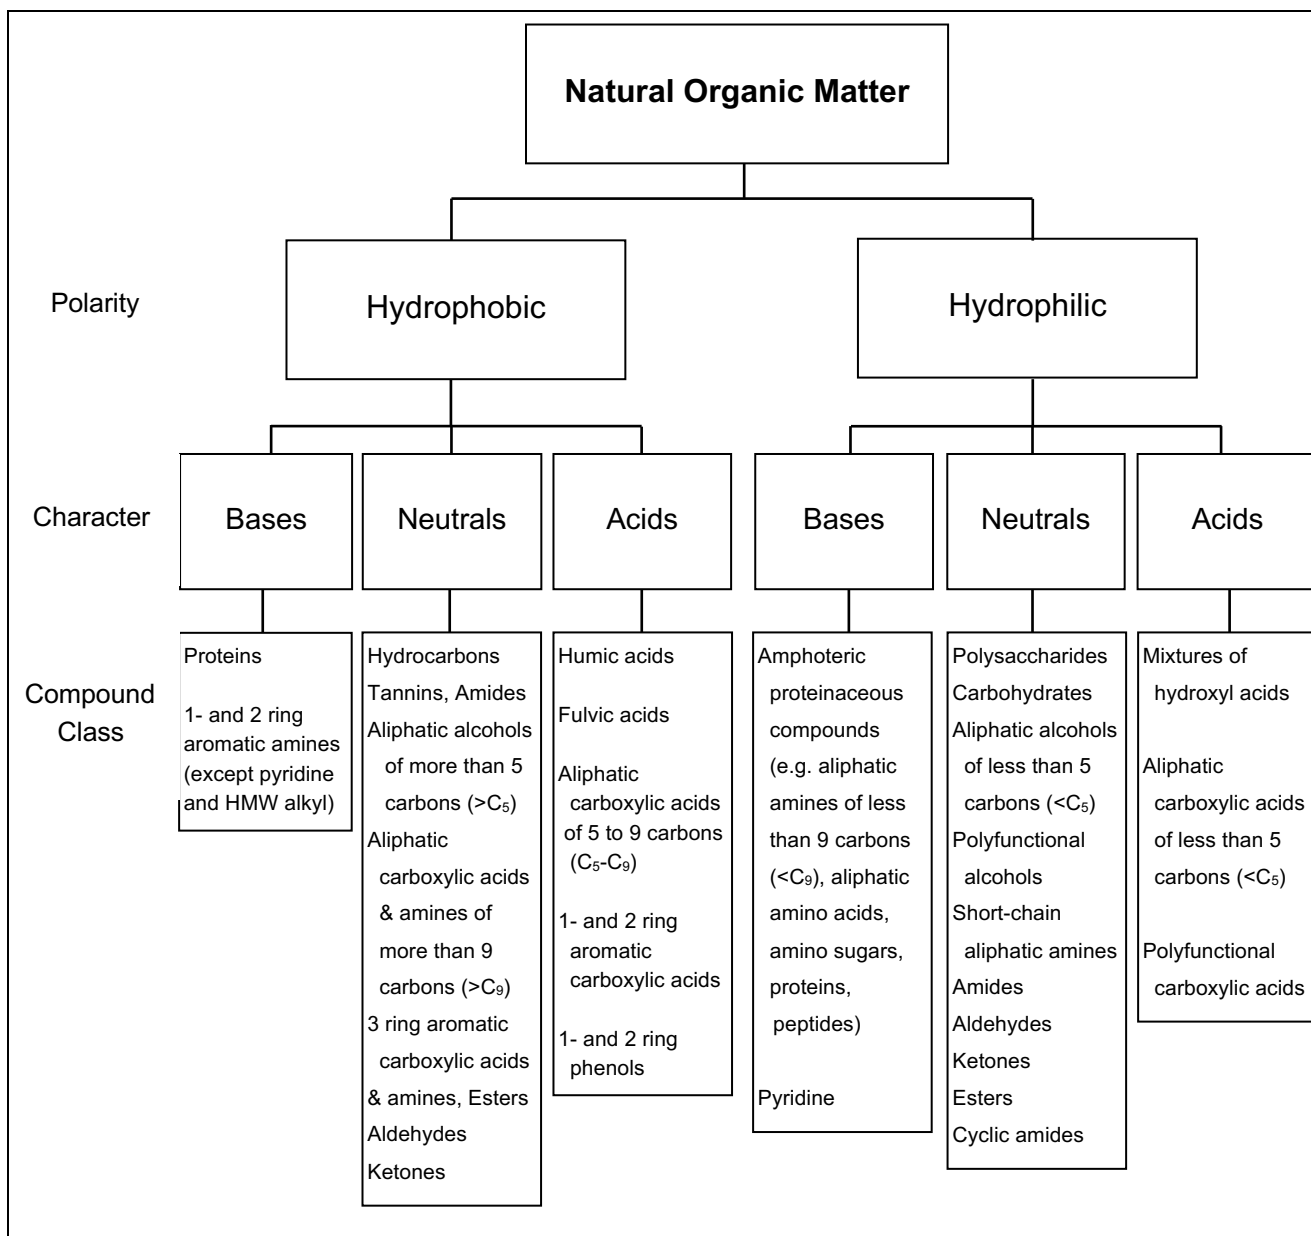 Natural Organic Matter
Polarity
Hydrophobic
Hydrophilic
Character
Bases
Neutrals
Acids
Bases
Neutrals
Acids
Compound
Class
Proteins
1- and 2 ring
aromatic amines
(except pyridine
and HMW alkyl)
Hydrocarbons
Tannins, Amides
Aliphatic alcohols
of more than 5
carbons (>C₅)
Aliphatic
carboxylic acids
& amines of
more than 9
carbons (>C₉)
3 ring aromatic
carboxylic acids
& amines, Esters
Aldehydes
Ketones
Humic acids
Fulvic acids
Aliphatic
carboxylic acids
of 5 to 9 carbons
(C₅-C₉)
1- and 2 ring
aromatic
carboxylic acids
1- and 2 ring
phenols
Amphoteric
proteinaceous
compounds
(e.g. aliphatic
amines of less
than 9 carbons
(<C₉), aliphatic
amino acids,
amino sugars,
proteins,
peptides)
Pyridine
Polysaccharides
Carbohydrates
Aliphatic alcohols
of less than 5
carbons (<C₅)
Polyfunctional
alcohols
Short-chain
aliphatic amines
Amides
Aldehydes
Ketones
Esters
Cyclic amides
Mixtures of
hydroxyl acids
Aliphatic
carboxylic acids
of less than 5
carbons (<C₅)
Polyfunctional
carboxylic acids